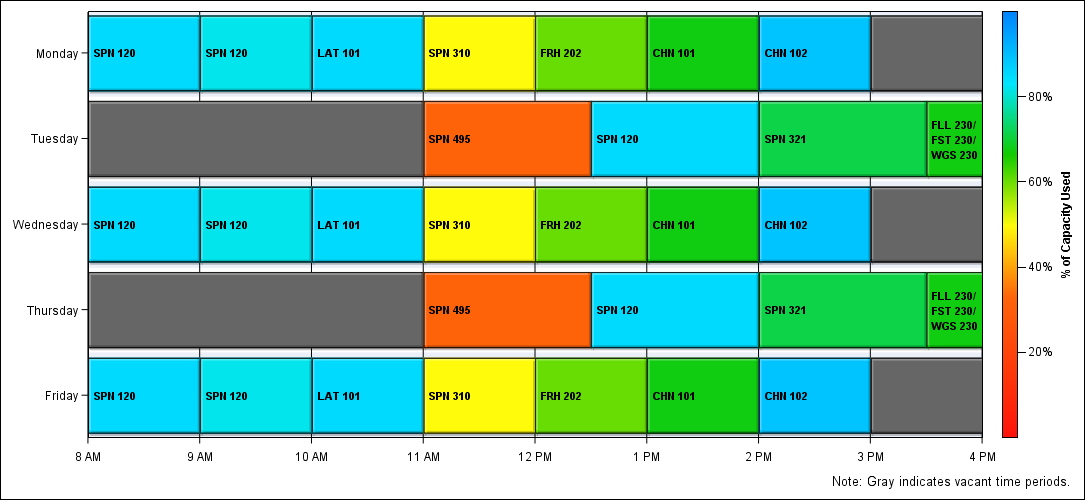 Monday
SPN 120
SPN 120
LAT 101
SPN 310
FRH 202
CHN 101
CHN 102
Tuesday
SPN 495
SPN 120
SPN 321
FLL 230/
FST 230/
WGS 230
Wednesday
SPN 120
SPN 120
LAT 101
SPN 310
FRH 202
CHN 101
CHN 102
Thursday
SPN 495
SPN 120
SPN 321
FLL 230/
FST 230/
WGS 230
Friday
SPN 120
SPN 120
LAT 101
SPN 310
FRH 202
CHN 101
CHN 102
8 AM
9 AM
10 AM
11 AM
12 PM
1 PM
2 PM
3 PM
4 PM
80%
60%
40%
20%
% of Capacity Used
Note: Gray indicates vacant time periods.